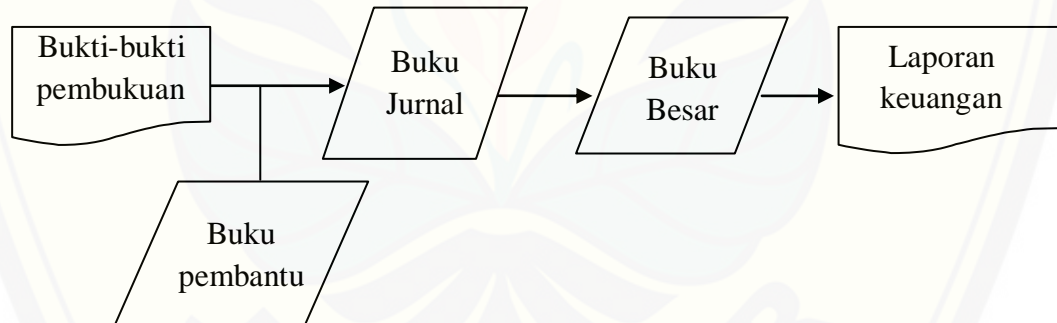 Bukti-bukti
pembukuan
Buku
Jurnal
Buku
Besar
Laporan
keuangan
Buku
pembantu